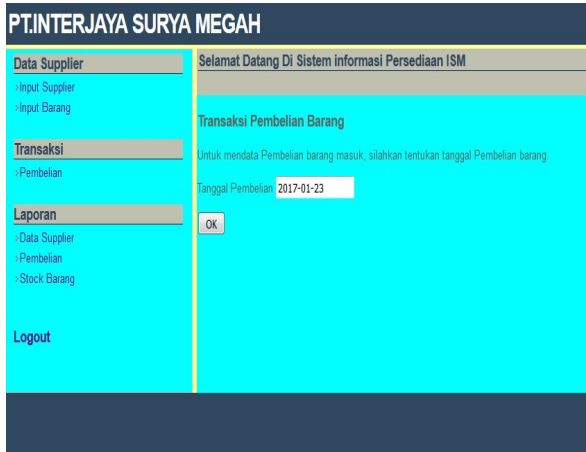 PT.INTERJAYA SURYA MEGAH
Data Supplier
>Input Supplier
>Input Barang
Transaksi
>Pembelian
Laporan
>Data Supplier
>Pembelian
>Stock Barang
Logout
Selamat Datang Di Sistem informasi Persediaan ISM
Transaksi Pembelian Barang
Untuk mendata Pembelian barang masuk, silahkan tentukan tanggal Pembelian barang.
Tanggal Pembelian 2017-01-23
OK